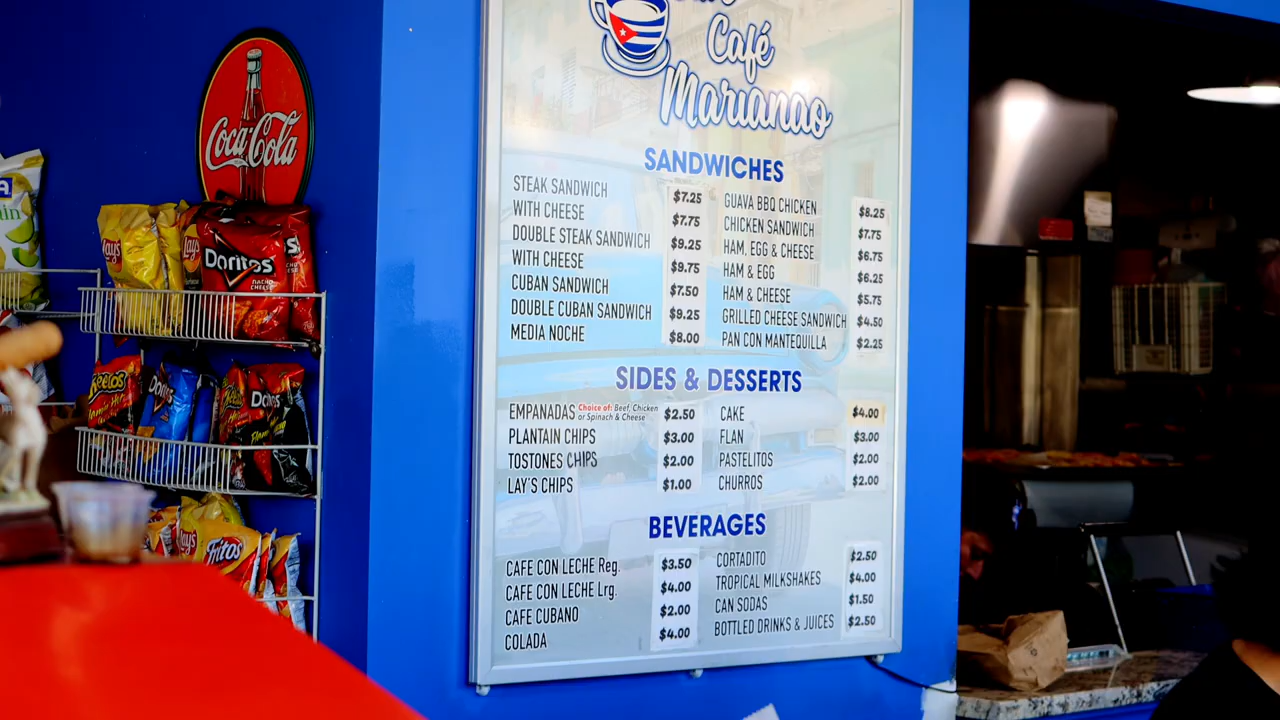 Coca-Cola
Lay's
Lay's
Doritos
NACHO
CHEESE
Doritos
Doritos
Lay's
Fritos
Café
Marianao
SANDWICHES
STEAK SANDWICH $7.25
WITH CHEESE $7.75
DOUBLE STEAK SANDWICH $9.25
WITH CHEESE $9.75
CUBAN SANDWICH $7.50
DOUBLE CUBAN SANDWICH $9.25
MEDIA NOCHE $8.00
GUAVA BBQ CHICKEN $8.25
CHICKEN SANDWICH $7.75
HAM, EGG & CHEESE $6.75
HAM & EGG $6.25
HAM & CHEESE $5.75
GRILLED CHEESE SANDWICH $4.50
PAN CON MANTEQUILLA $2.25
SIDES & DESSERTS
EMPANADAS Choice of: Beef, Chicken $2.50
or Spinach & Cheese
PLANTAIN CHIPS $3.00
TOSTONES CHIPS $2.00
LAY'S CHIPS $1.00
CAKE $4.00
FLAN $3.00
PASTELITOS $2.00
CHURROS $2.00
BEVERAGES
CAFE CON LECHE Reg. $3.50
CAFE CON LECHE Lrg. $4.00
CAFE CUBANO $2.00
COLADA $4.00
CORTADITO $2.50
TROPICAL MILKSHAKES $4.00
CAN SODAS $1.50
BOTTLED DRINKS & JUICES $2.50